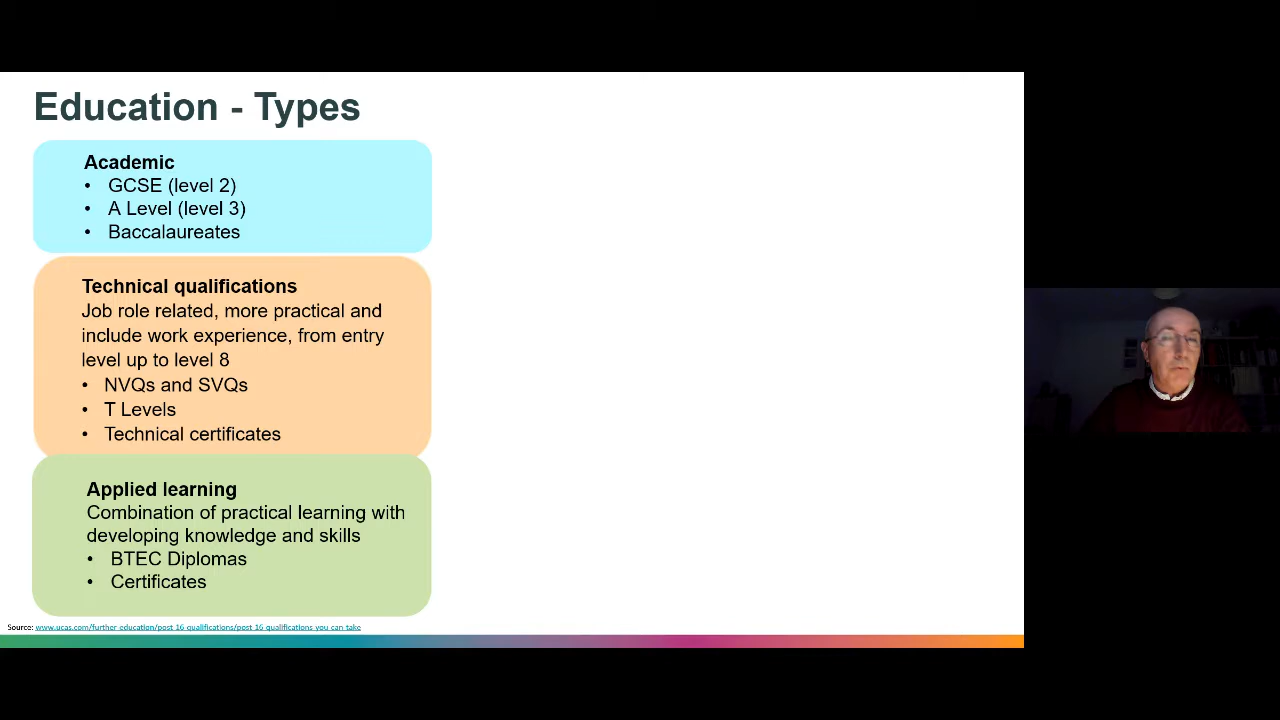 Education - Types
Academic
• GCSE (level 2)
• A Level (level 3)
• Baccalaureates
Technical qualifications
Job role related, more practical and
include work experience, from entry
level up to level 8
• NVQs and SVQs
• T Levels
• Technical certificates
Applied learning
Combination of practical learning with
developing knowledge and skills
• BTEC Diplomas
• Certificates
Source: www.ucas.com/further-education/post-16-qualifications/post-16-qualifications-you-can-take